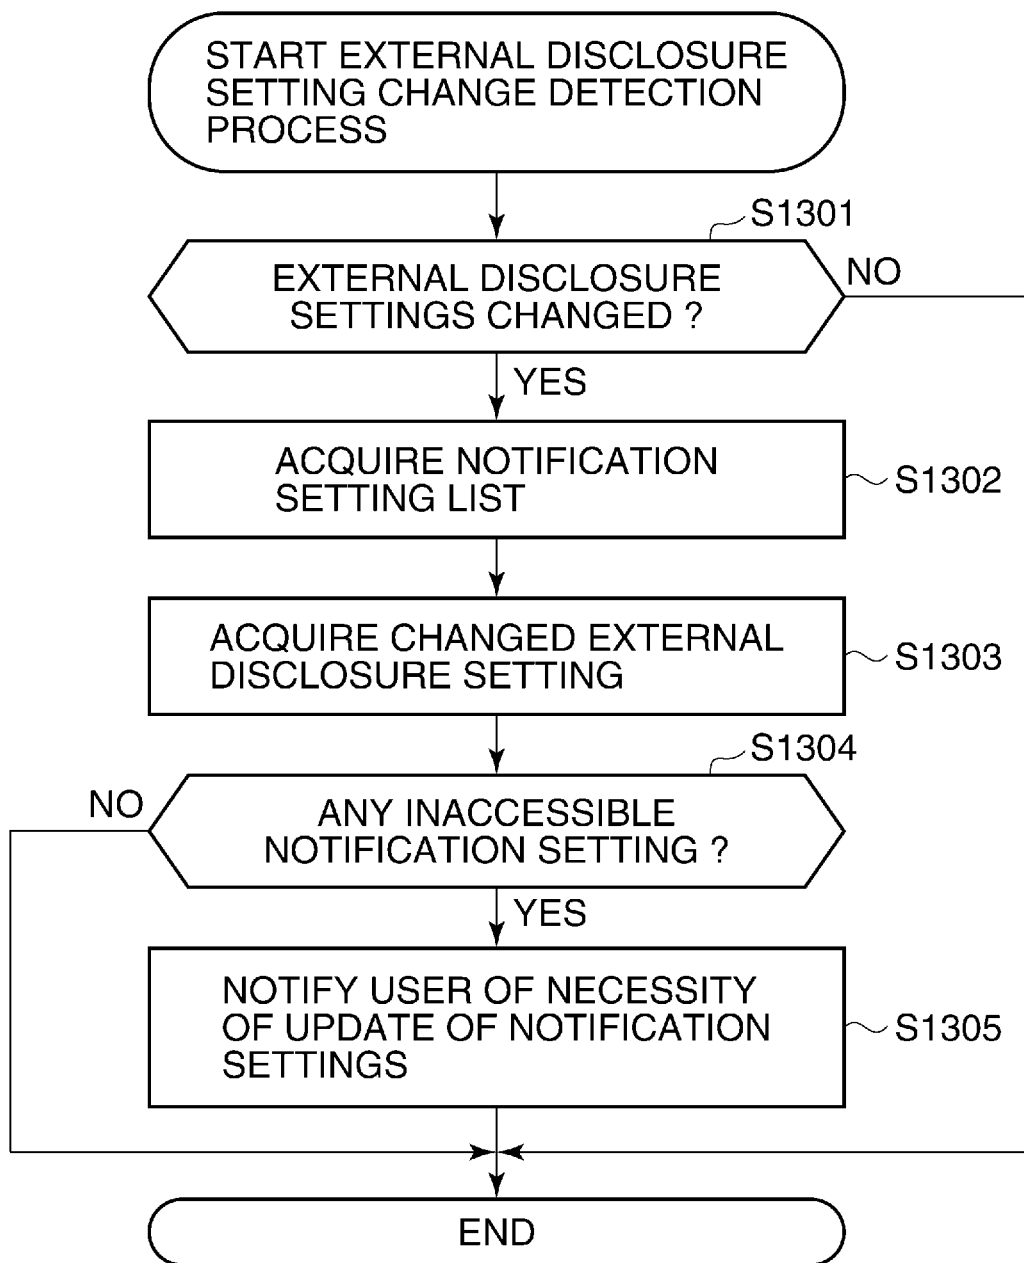 START EXTERNAL DISCLOSURE
SETTING CHANGE DETECTION
PROCESS
S1301
EXTERNAL DISCLOSURE
SETTINGS CHANGED ?
NO
YES
ACQUIRE NOTIFICATION
SETTING LIST
S1302
ACQUIRE CHANGED EXTERNAL
DISCLOSURE SETTING
S1303
S1304
NO
ANY INACCESSIBLE
NOTIFICATION SETTING ?
YES
NOTIFY USER OF NECESSITY
OF UPDATE OF NOTIFICATION
SETTINGS
S1305
END